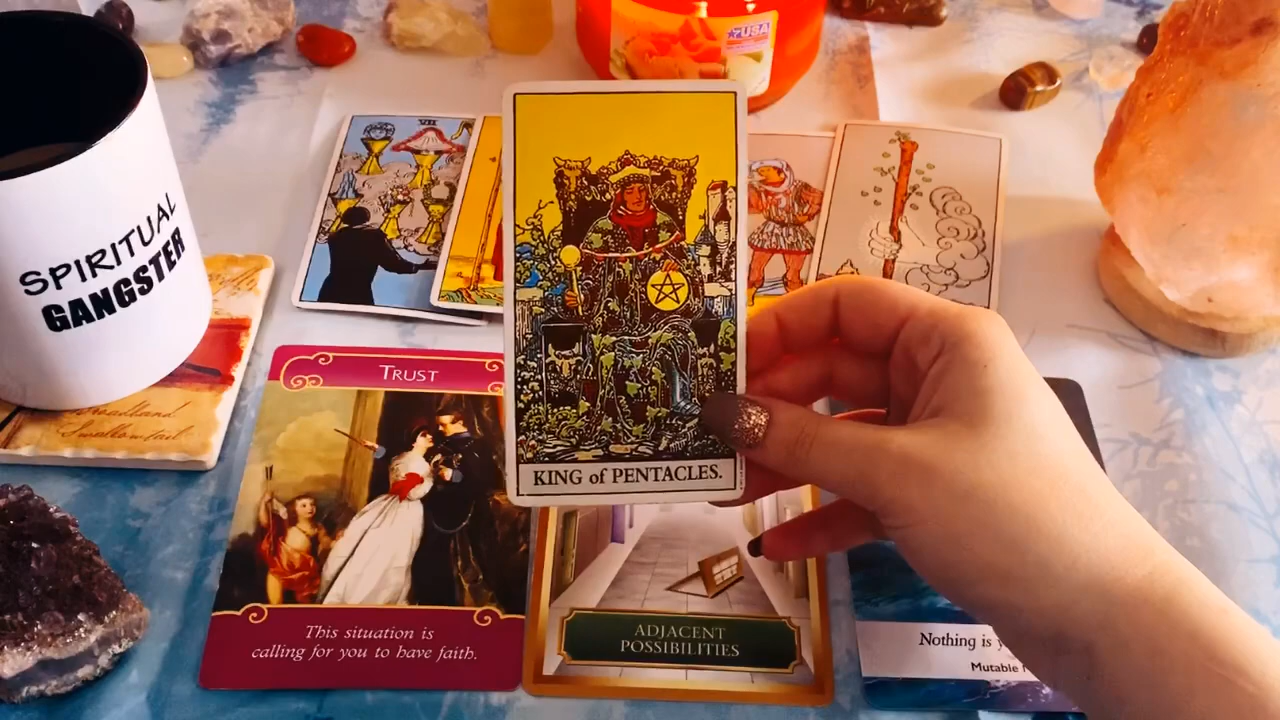 USA
VII
SPIRITUAL
GANGSTER
KING of PENTACLES.
TRUST
Swallowtail
This situation is
calling for you to have faith.
ADJACENT
POSSIBILITIES
Nothing is
Mutable